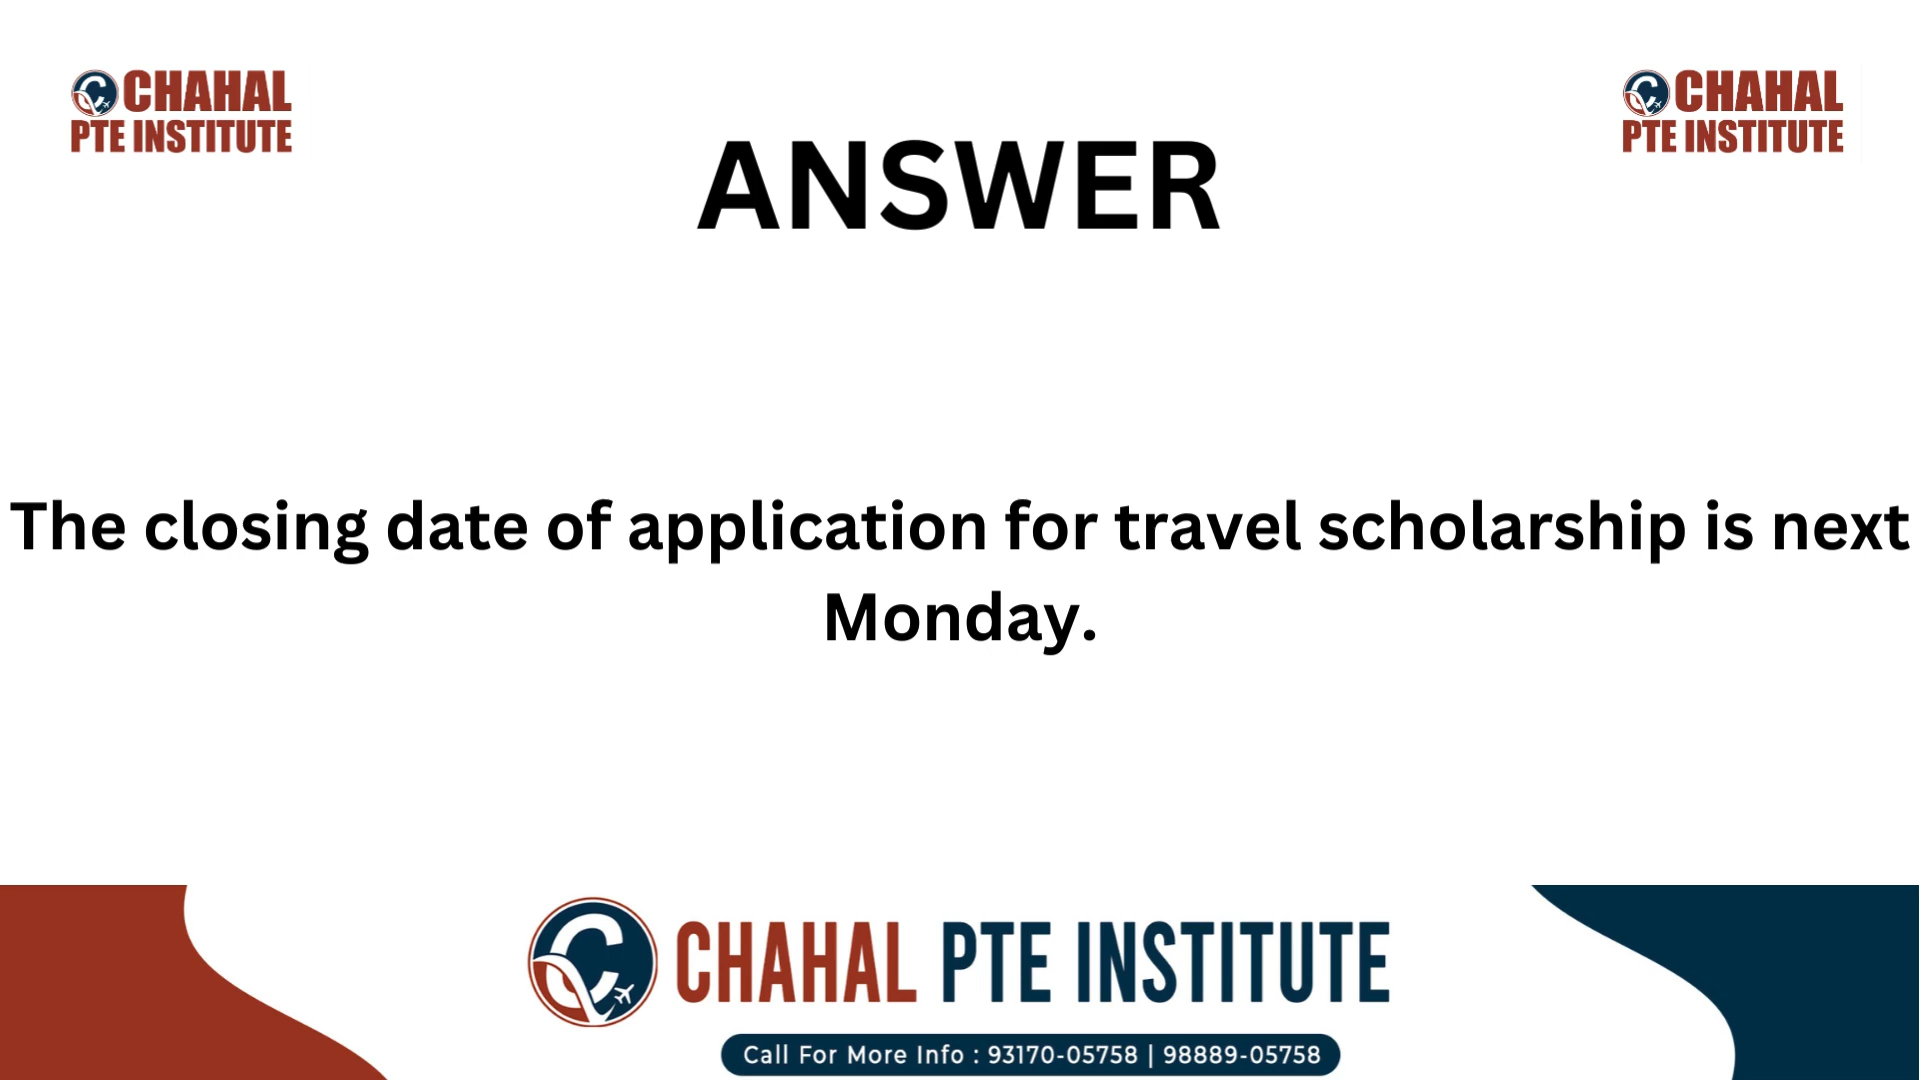 CHAHAL
PTE INSTITUTE
CHAHAL
PTE INSTITUTE
ANSWER
The closing date of application for travel scholarship is next
Monday.
CHAHAL PTE INSTITUTE
Call For More Info : 93170-05758 | 98889-05758